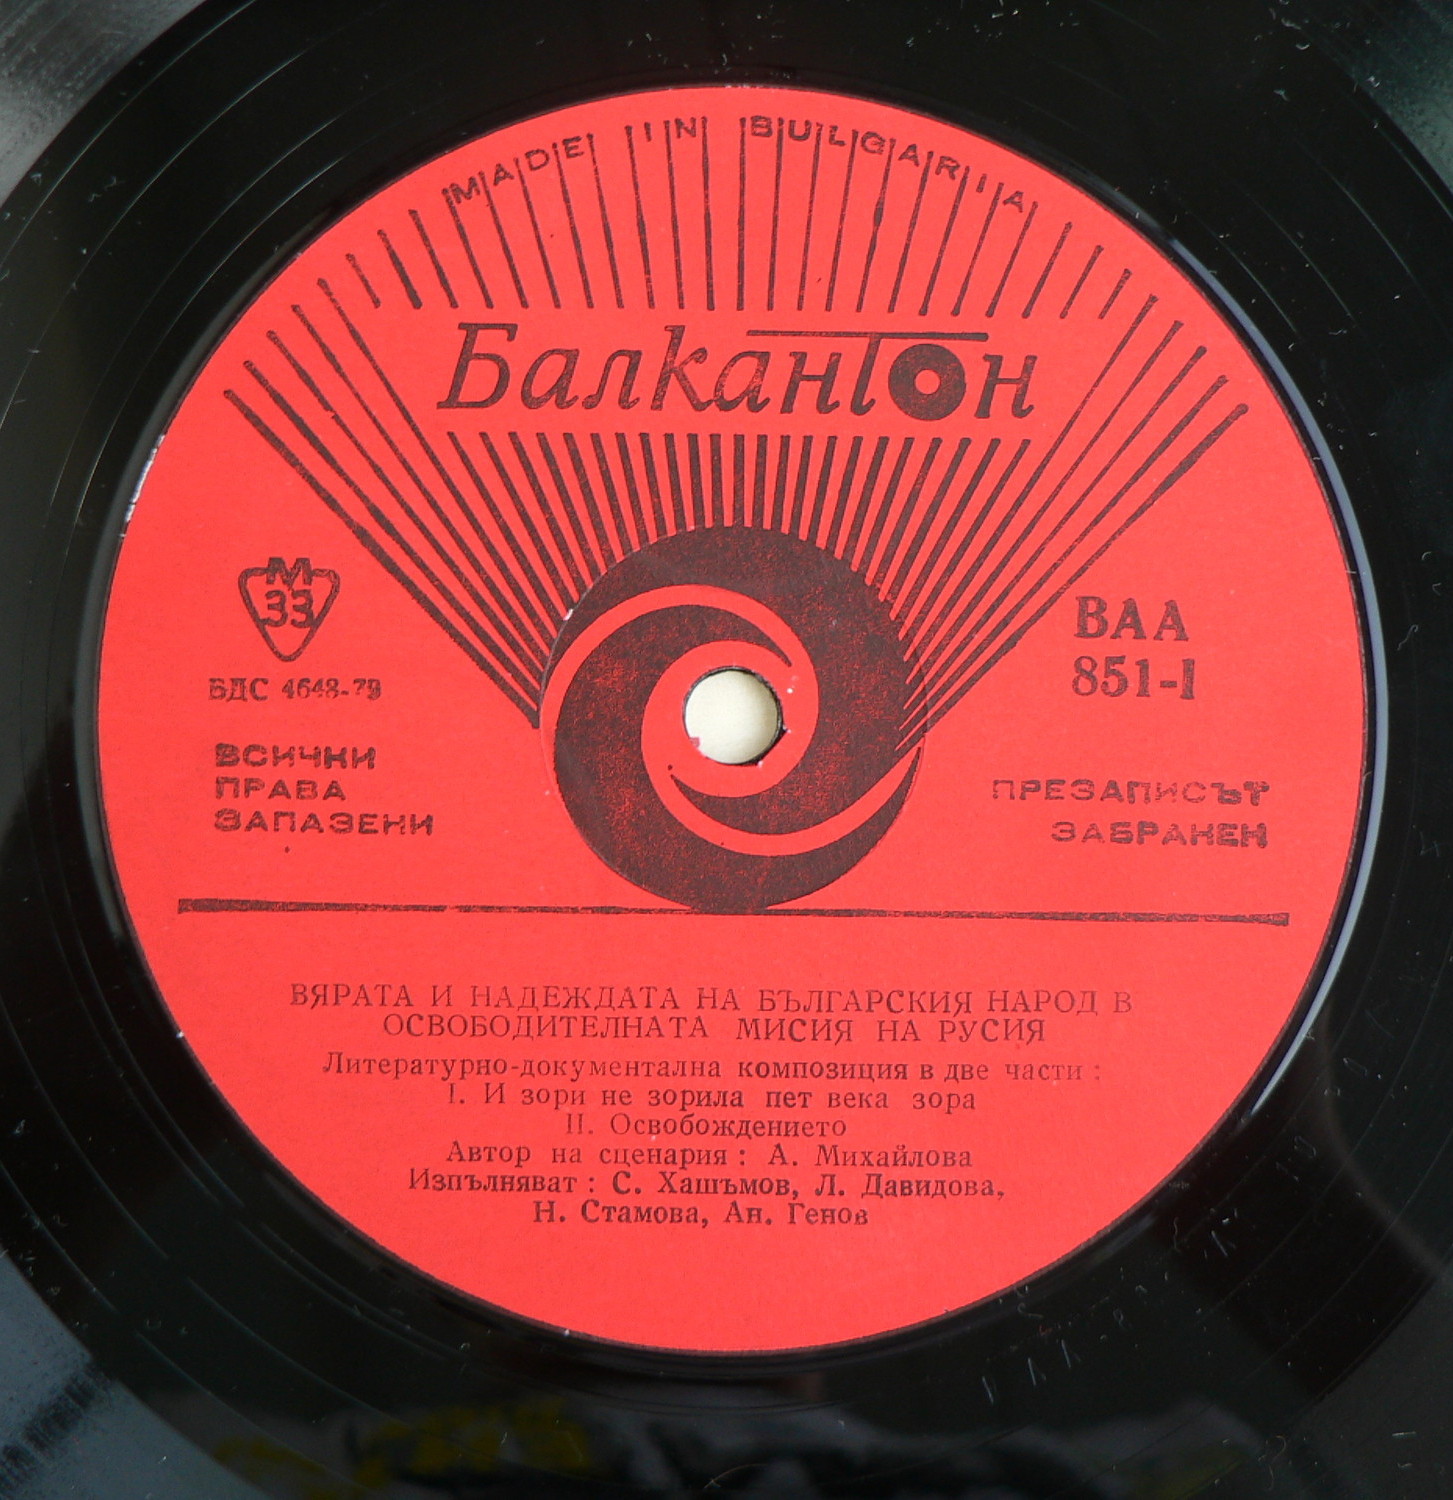 MADE IN BULGARIA
Балкантон
М
33
БДС 4648-79
ВСИЧКИ
ПРАВА
ЗАПАЗЕНИ
ВАА
851-I
ПРЕЗАПИСЪТ
ЗАБРАНЕН
ВЯРАТА И НАДЕЖДАТА НА БЪЛГАРСКИЯ НАРОД В
ОСВОБОДИТЕЛНАТА МИСИЯ НА РУСИЯ
Литературно-документална композиция в две части :
I. И зори не зорила пет века зора
II. Освобождението
Автор на сценария : А. Михайлова
Изпълняват : С. Хашъмов, Л. Давидова,
Н. Стамова, Ан. Генов